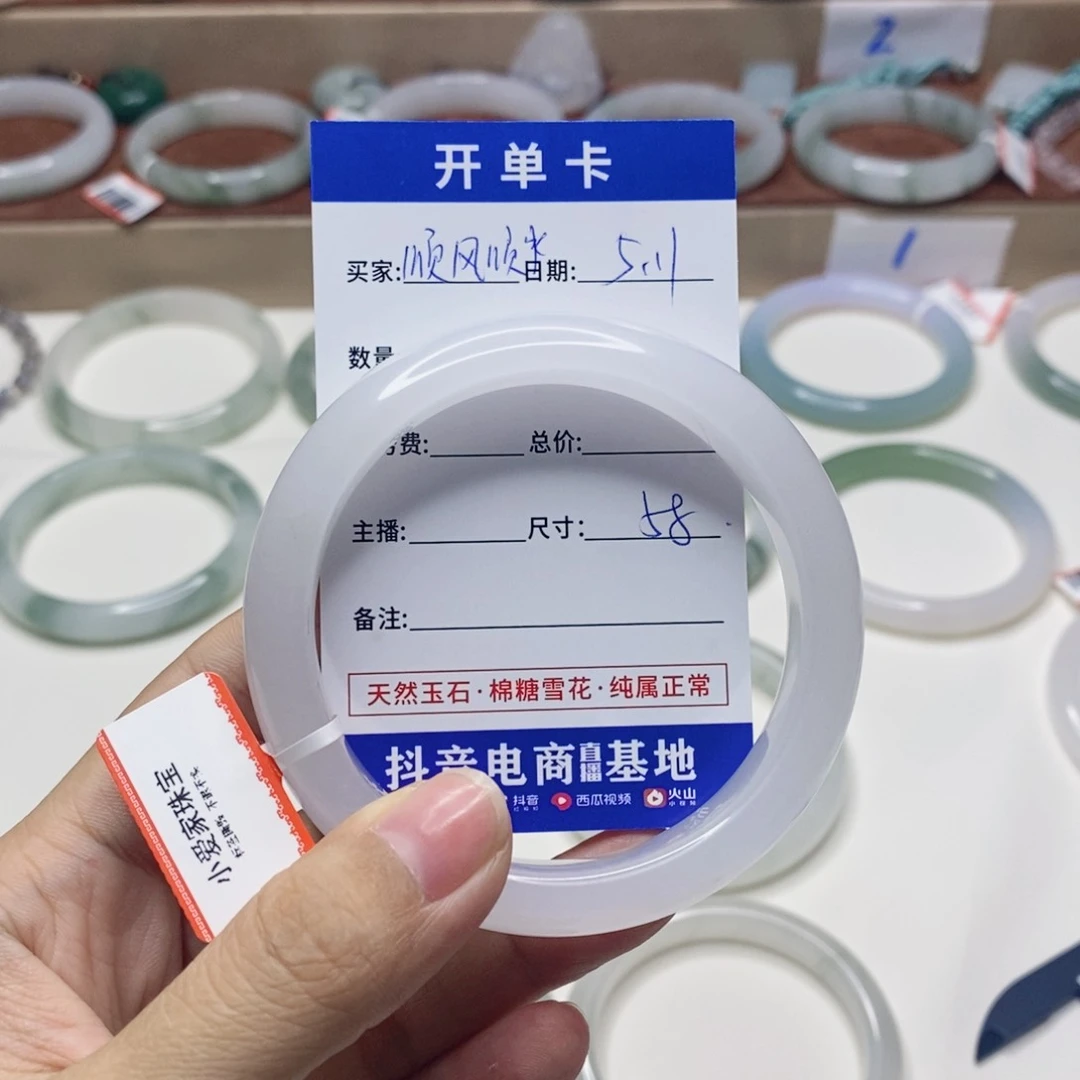 2
开单卡
买家:顺风顺水 日期: 5.11
1
数量
费: 总价:
主播: 尺寸: 58
备注:
天然玉石·棉糖雪花·纯属正常
抖音电商直播基地
抖音 西瓜视频 火山
小说家珠宝